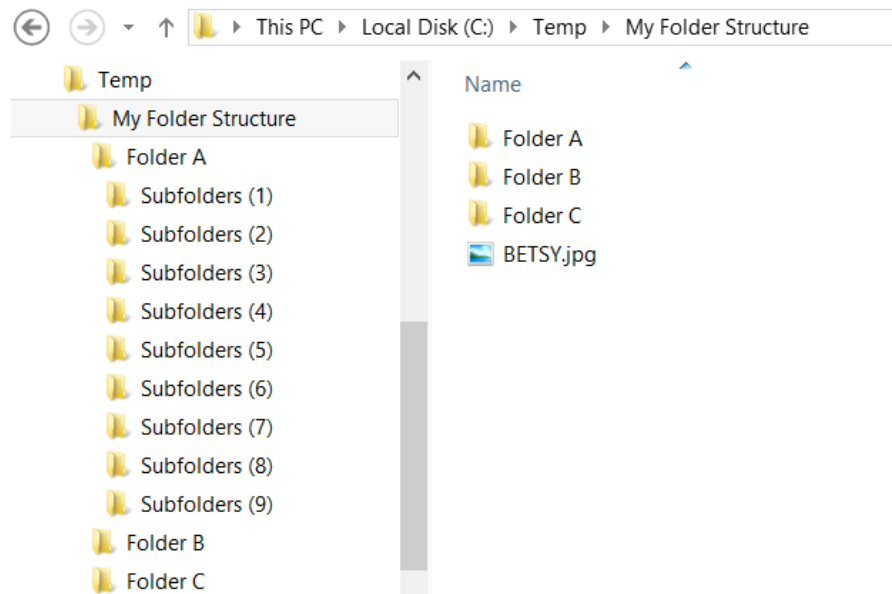 This PC Local Disk (C:) Temp My Folder Structure
Temp
My Folder Structure
Folder A
Subfolders (1)
Subfolders (2)
Subfolders (3)
Subfolders (4)
Subfolders (5)
Subfolders (6)
Subfolders (7)
Subfolders (8)
Subfolders (9)
Folder B
Folder C
Name
Folder A
Folder B
Folder C
BETSY.jpg